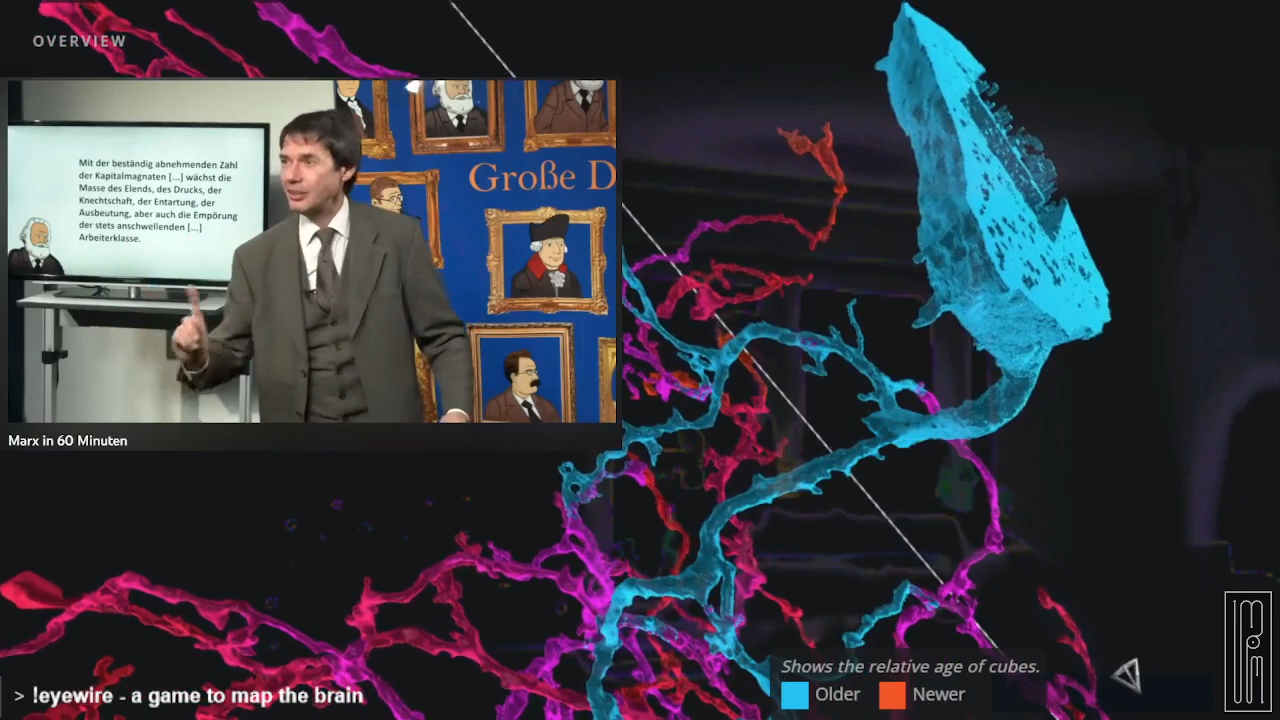 OVERVIEW
Mit der beständig abnehmenden Zahl
der Kapitalmagnaten [...] wächst die
Masse des Elends, des Drucks, der
Knechtschaft, der Entartung, der
Ausbeutung, aber auch die Empörung
der stets anschwellenden [...]
Arbeiterklasse.
Große D
Marx in 60 Minuten
Shows the relative age of cubes.
Older Newer
> !eyewire - a game to map the brain